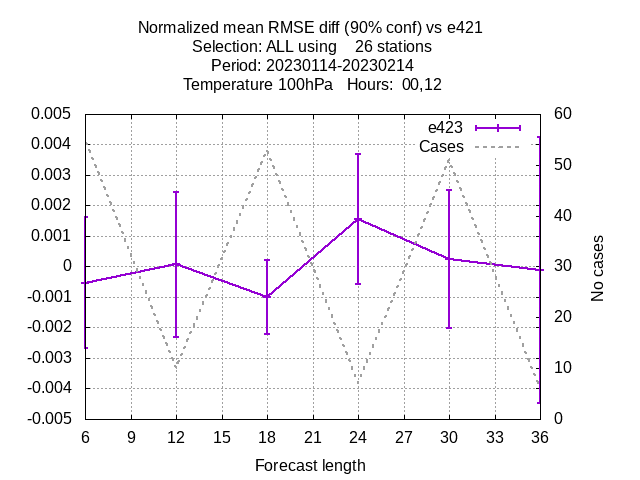 Normalized mean RMSE diff (90% conf) vs e421
Selection: ALL using    26 stations
Period: 20230114-20230214
Temperature 100hPa   Hours:  00,12
e423
Cases
0.005
0.004
0.003
0.002
0.001
0
-0.001
-0.002
-0.003
-0.004
-0.005
60
50
40
30
20
10
0
No cases
6 9 12 15 18 21 24 27 30 33 36
Forecast length